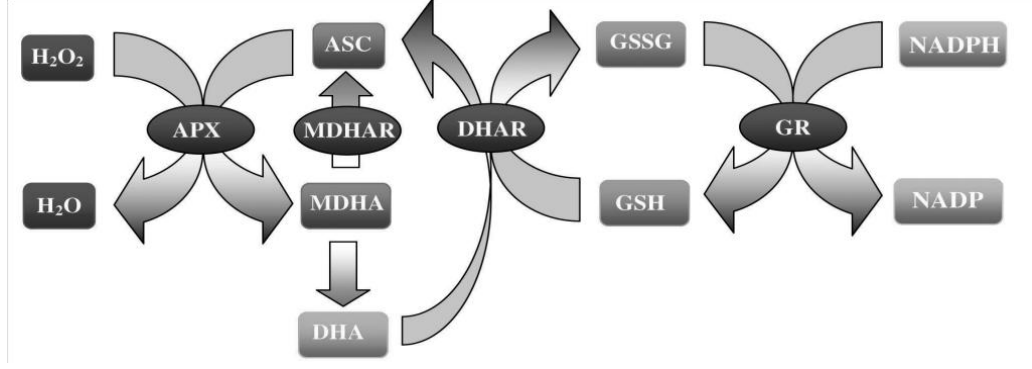 H₂O₂
ASC
GSSG
NADPH
APX
MDHAR
DHAR
GR
H₂O
MDHA
GSH
NADP
DHA